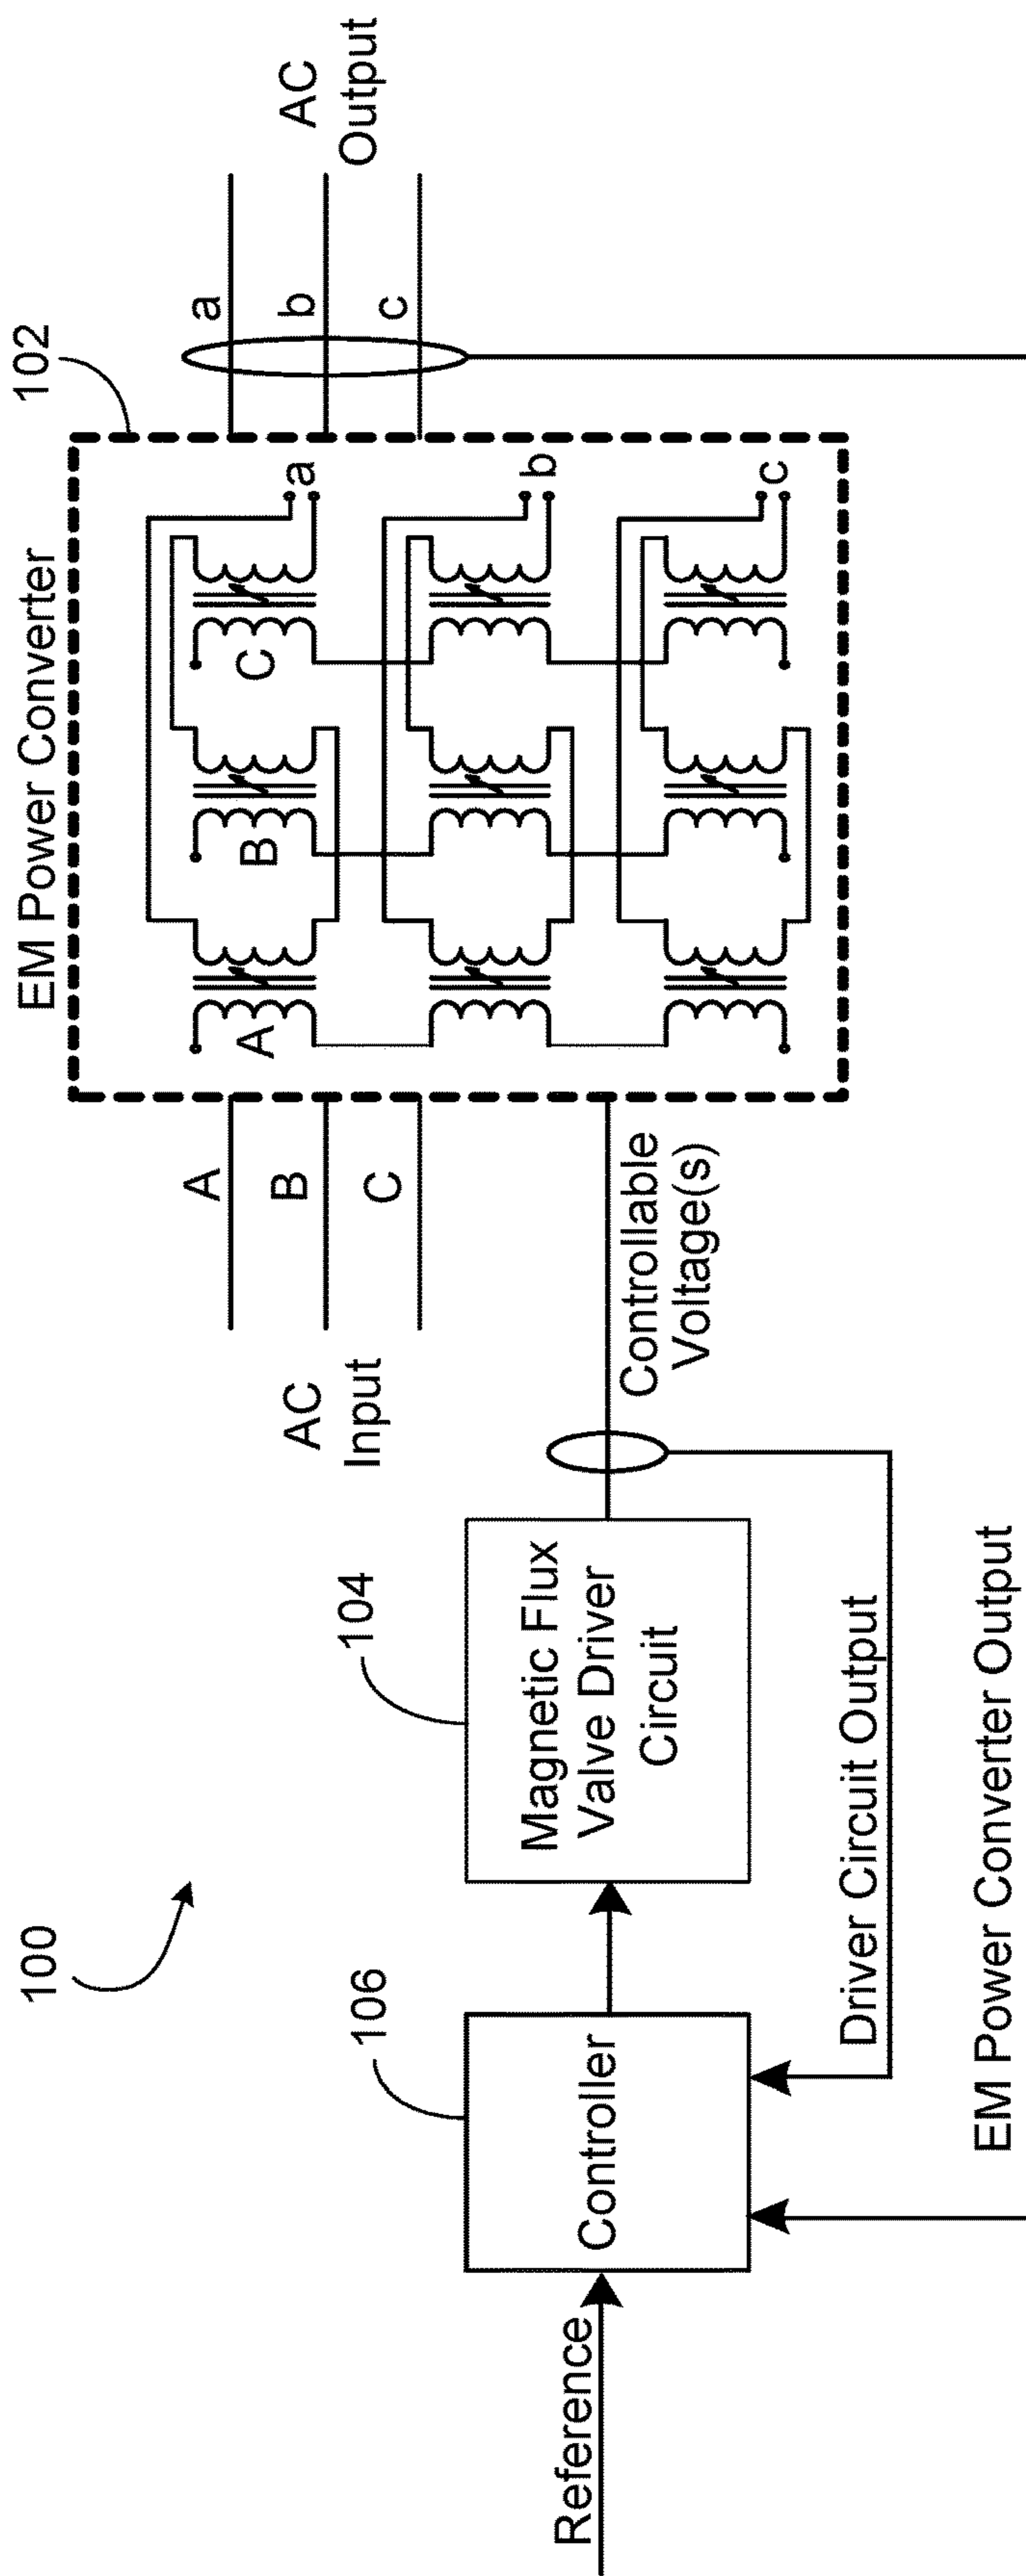 100
Reference
Controller
106
Magnetic Flux
Valve Driver
Circuit
104
Driver Circuit Output
EM Power Converter Output
Controllable
Voltage(s)
AC
Input
A
B
C
EM Power Converter
102
A
B
C
a
b
c
a
b
c
AC
Output